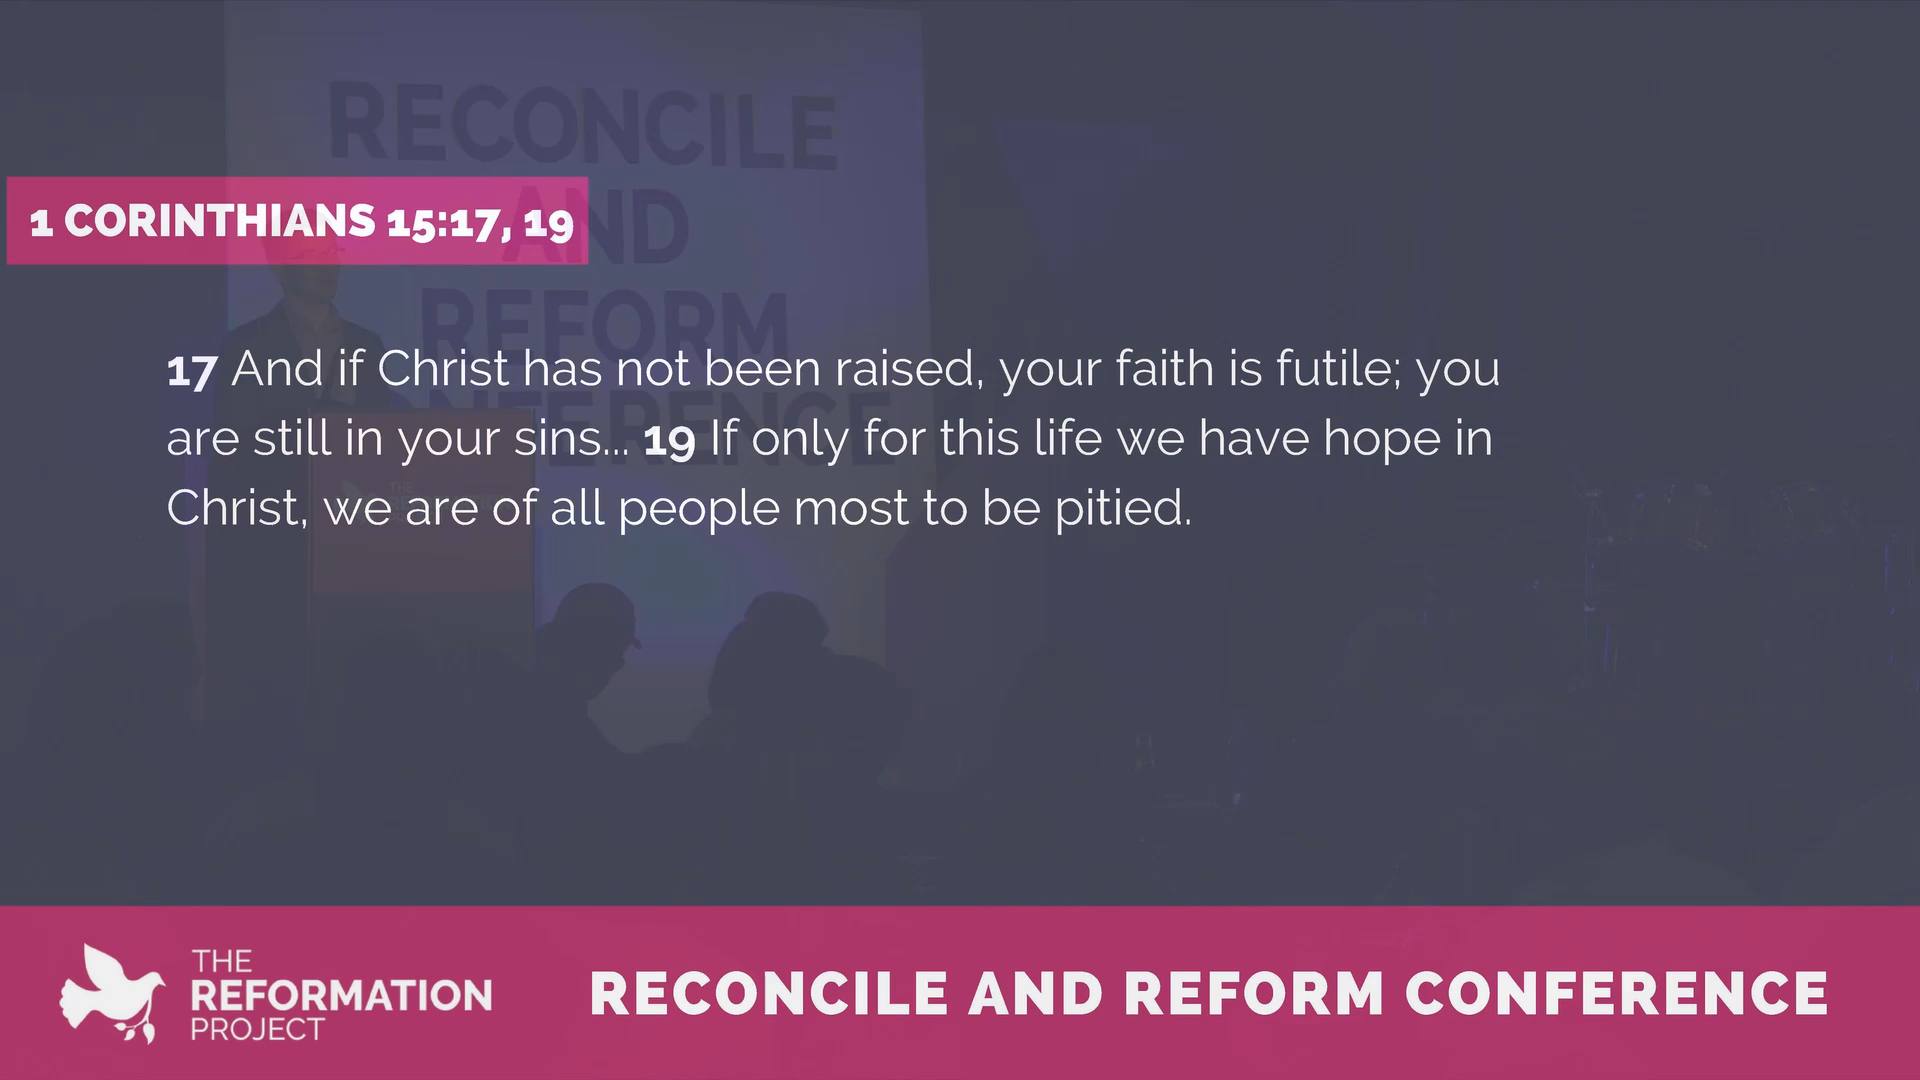 RECONCILE
AND
REFORM
CONFERENCE
1 CORINTHIANS 15:17, 19
17 And if Christ has not been raised, your faith is futile; you
are still in your sins... 19 If only for this life we have hope in
Christ, we are of all people most to be pitied.
THE
REFORMATION
PROJECT
RECONCILE AND REFORM CONFERENCE